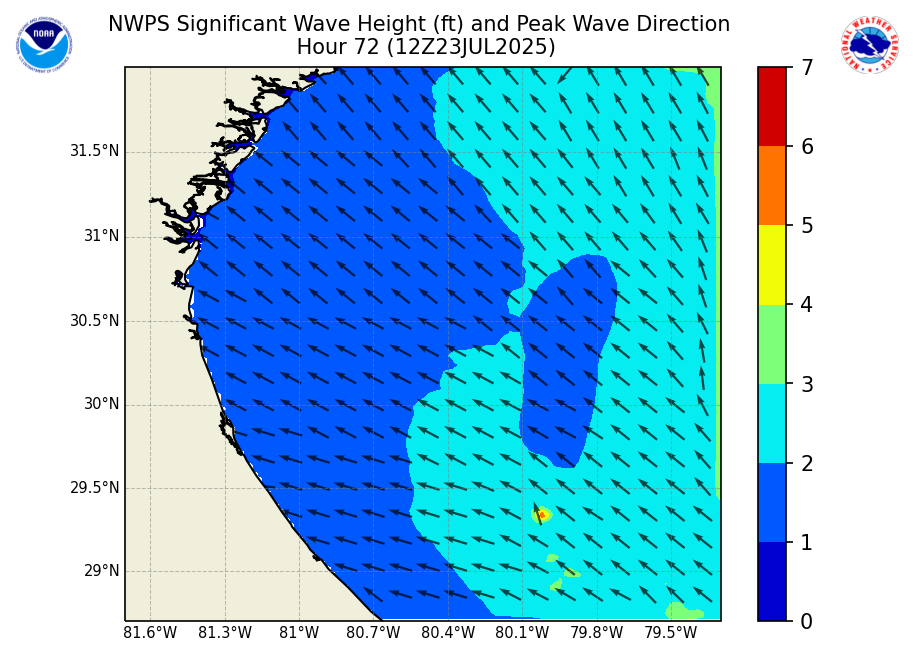 NWPS Significant Wave Height (ft) and Peak Wave Direction
Hour 72 (12Z23JUL2025)
NOAA
NATIONAL WEATHER SERVICE
31.5°N
31°N
30.5°N
30°N
29.5°N
29°N
81.6°W 81.3°W 81°W 80.7°W 80.4°W 80.1°W 79.8°W 79.5°W
7
6
5
4
3
2
1
0